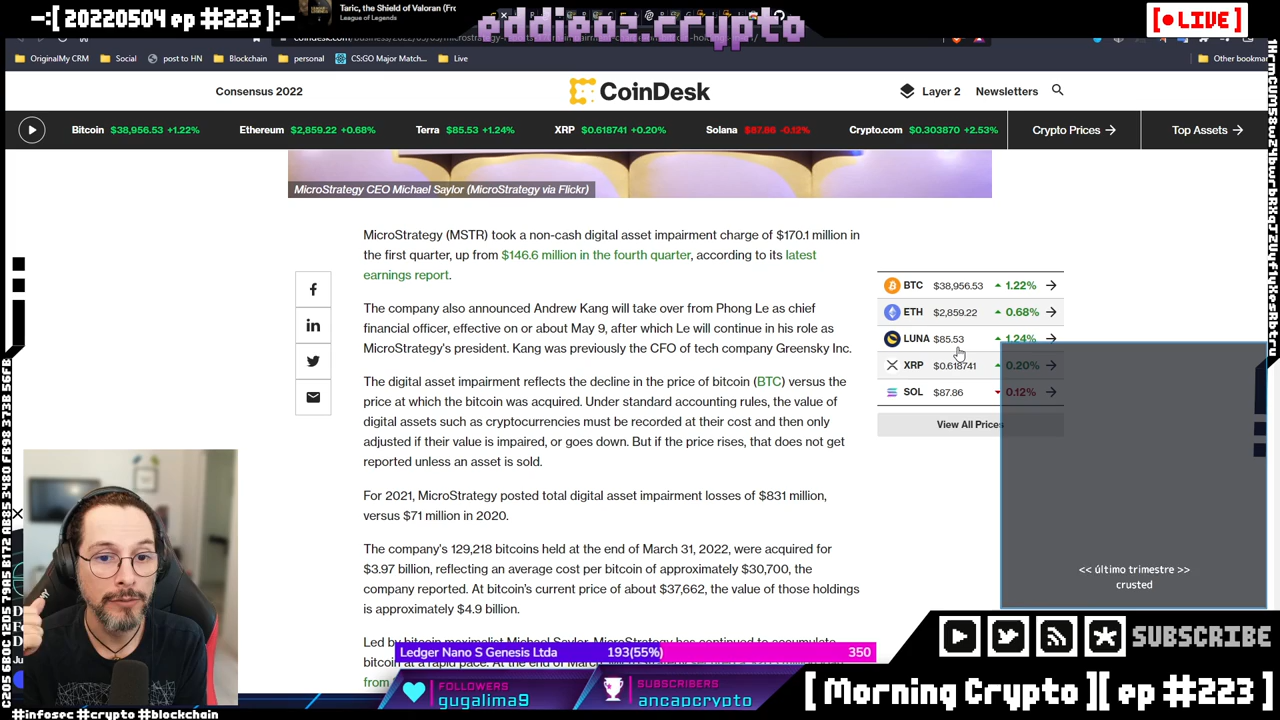 -:[ 20220504 ep #223 ]:-
Taric, the Shield of Valoran (Fre
League of Legends
eddieoz.crypto
[ LIVE ]
OriginalMy CRM
Social
post to HN
Blockchain
personal
CS:GO Major Match...
Live
Other bookmar
Consensus 2022
CoinDesk
Layer 2
Newsletters
Bitcoin $38,956.53 +1.22%
Ethereum $2,859.22 +0.68%
Terra $85.53 +1.24%
XRP $0.618741 +0.20%
Solana $87.86 -0.12%
Crypto.com $0.303870 +2.53%
Crypto Prices
Top Assets
MicroStrategy CEO Michael Saylor (MicroStrategy via Flickr)
MicroStrategy (MSTR) took a non-cash digital asset impairment charge of $170.1 million in
the first quarter, up from $146.6 million in the fourth quarter, according to its latest
earnings report.
The company also announced Andrew Kang will take over from Phong Le as chief
financial officer, effective on or about May 9, after which Le will continue in his role as
MicroStrategy's president. Kang was previously the CFO of tech company Greensky Inc.
The digital asset impairment reflects the decline in the price of bitcoin (BTC) versus the
price at which the bitcoin was acquired. Under standard accounting rules, the value of
digital assets such as cryptocurrencies must be recorded at their cost and then only
adjusted if their value is impaired, or goes down. But if the price rises, that does not get
reported unless an asset is sold.
For 2021, MicroStrategy posted total digital asset impairment losses of $831 million,
versus $71 million in 2020.
The company's 129,218 bitcoins held at the end of March 31, 2022, were acquired for
$3.97 billion, reflecting an average cost per bitcoin of approximately $30,700, the
company reported. At bitcoin's current price of about $37,662, the value of those holdings
is approximately $4.9 billion.
Led by bitcoin maximalist Michael Saylor, MicroStrategy has continued to accumulate
BTC $38,956.53 1.22%
ETH $2,859.22 0.68%
LUNA $85.53 1.24%
XRP $0.618741 0.20%
SOL $87.86 0.12%
View All Prices
<< último trimestre >>
crusted
Ledger Nano S Genesis Ltda 193(55%) 350
FOLLOWERS
gugalima9
SUBSCRIBERS
ancapcrypto
SUBSCRIBE
[ Morning Crypto ][ ep #223 ]
#infosec #crypto #blockchain